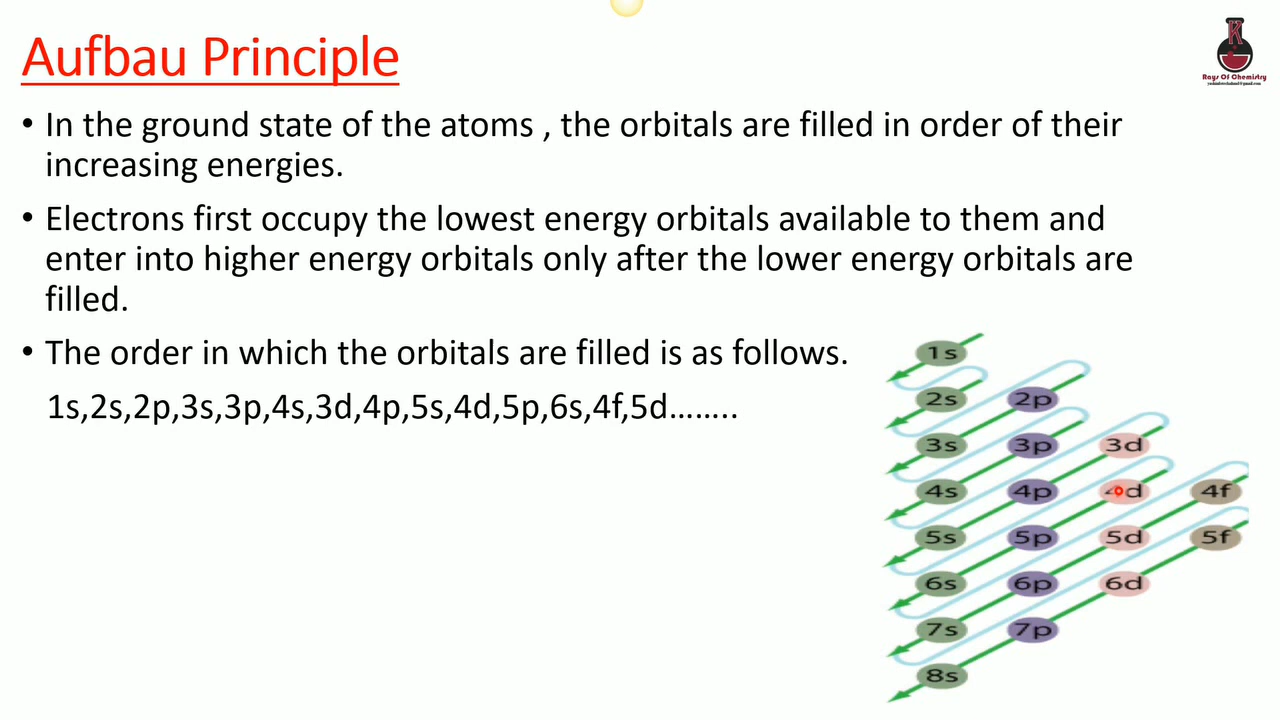 Aufbau Principle
K
Rays Of Chemistry
• In the ground state of the atoms , the orbitals are filled in order of their
increasing energies.
• Electrons first occupy the lowest energy orbitals available to them and
enter into higher energy orbitals only after the lower energy orbitals are
filled.
• The order in which the orbitals are filled is as follows.
1s,2s,2p,3s,3p,4s,3d,4p,5s,4d,5p,6s,4f,5d........
1s
2s 2p
3s 3p 3d
4s 4p 4d 4f
5s 5p 5d 5f
6s 6p 6d
7s 7p
8s